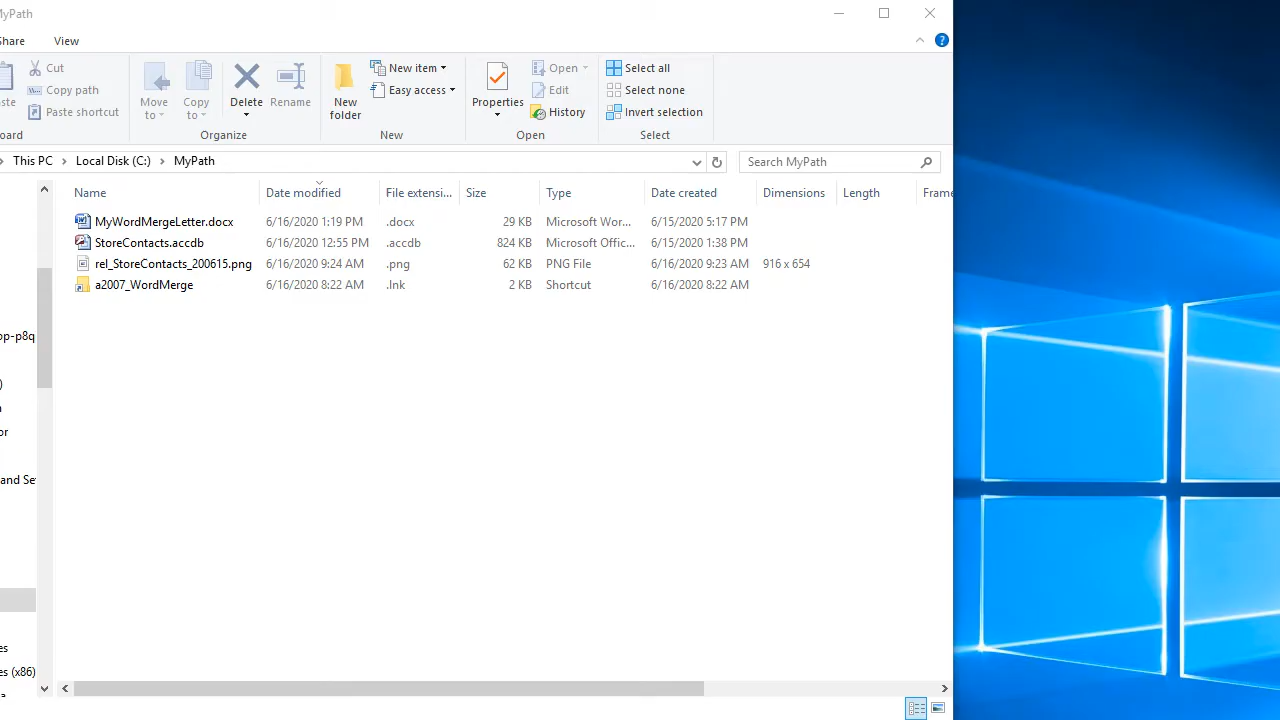 MyPath
Share View
Cut
Copy path
Paste shortcut
Move to
Copy to
Delete
Rename
Organize
New folder
New item
Easy access
New
Properties
Open
Edit
History
Open
Select all
Select none
Invert selection
Select
This PC > Local Disk (C:) > MyPath
Search MyPath
Name Date modified File extensi... Size Type Date created Dimensions Length Frame
MyWordMergeLetter.docx 6/16/2020 1:19 PM .docx 29 KB Microsoft Wor... 6/15/2020 5:17 PM
StoreContacts.accdb 6/16/2020 12:55 PM .accdb 824 KB Microsoft Offic... 6/15/2020 1:38 PM
rel_StoreContacts_200615.png 6/16/2020 9:24 AM .png 62 KB PNG File 6/16/2020 9:23 AM 916 x 654
a2007_WordMerge 6/16/2020 8:22 AM .lnk 2 KB Shortcut 6/16/2020 8:22 AM
op-p8q
and Se
(x86)